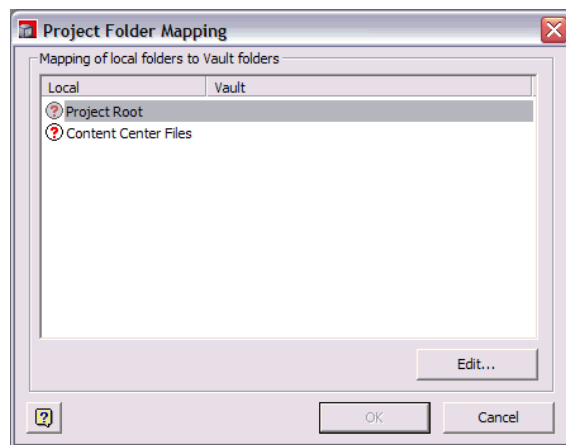 Project Folder Mapping
Mapping of local folders to Vault folders
Local Vault
Project Root
Content Center Files
Edit...
OK Cancel